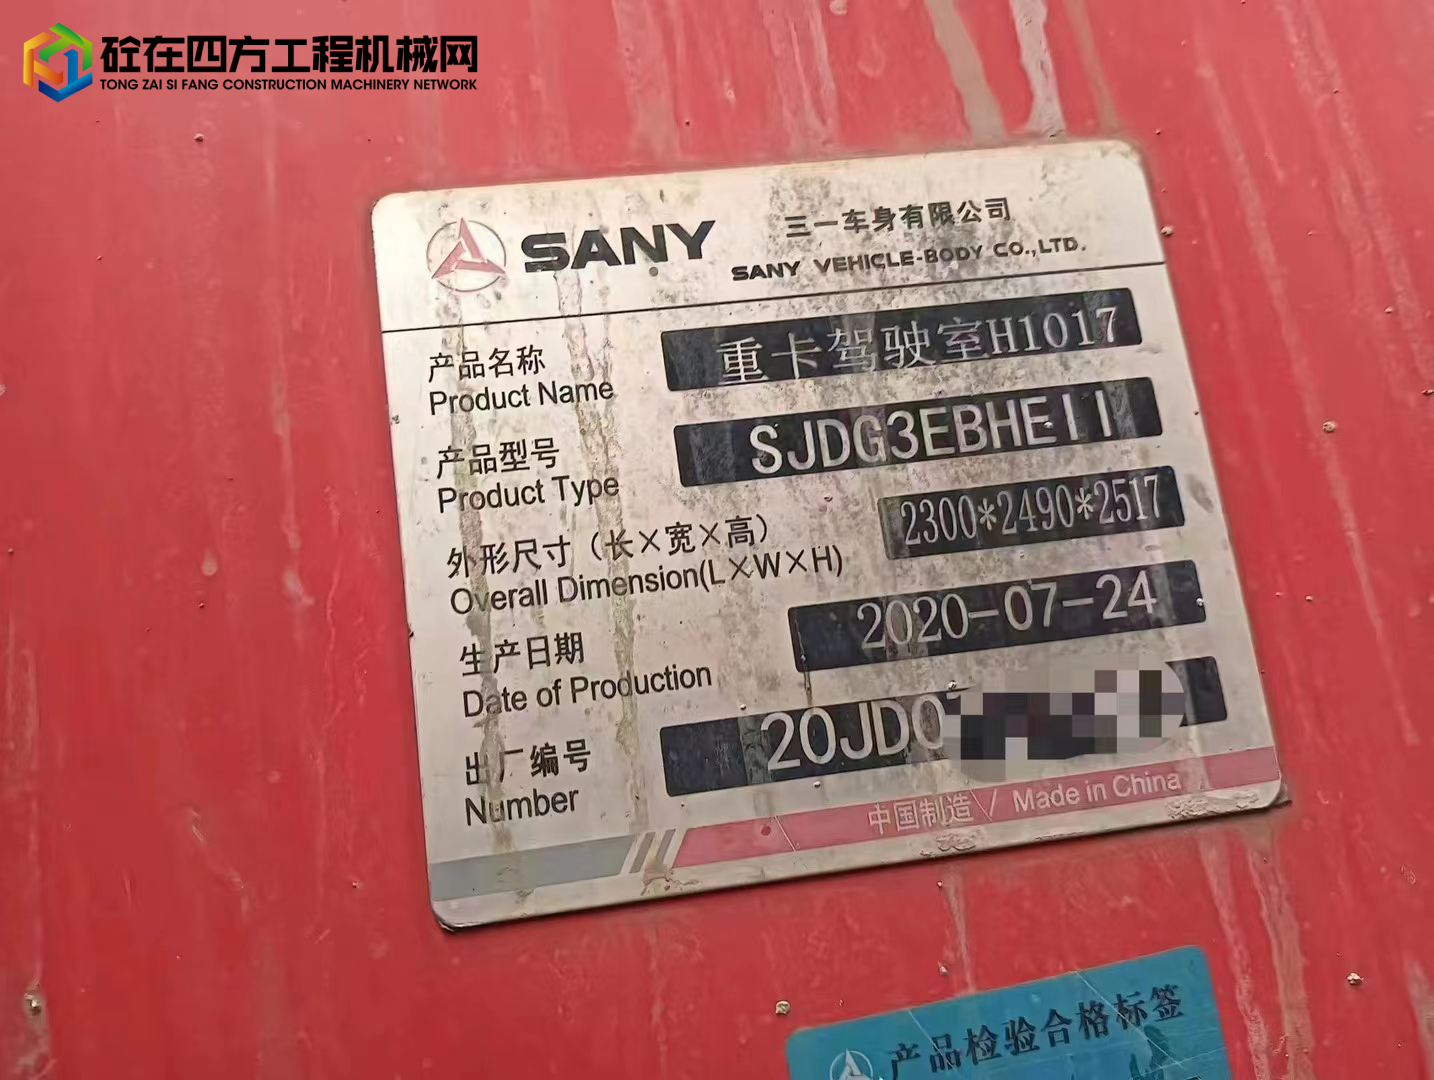 砼在四方工程机械网
TONG ZAI SI FANG CONSTRUCTION MACHINERY NETWORK
SANY
三一车身有限公司
SANY VEHICLE-BODY CO.,LTD.
产品名称 重卡驾驶室H1017
Product Name
产品型号 SJDG3EBHEII
Product Type
外形尺寸（长×宽×高） 2300*2490*2517
Overall Dimension(L×W×H)
生产日期 2020-07-24
Date of Production
出厂编号 20JD0
Number
中国制造 / Made in China
产品检验合格标签